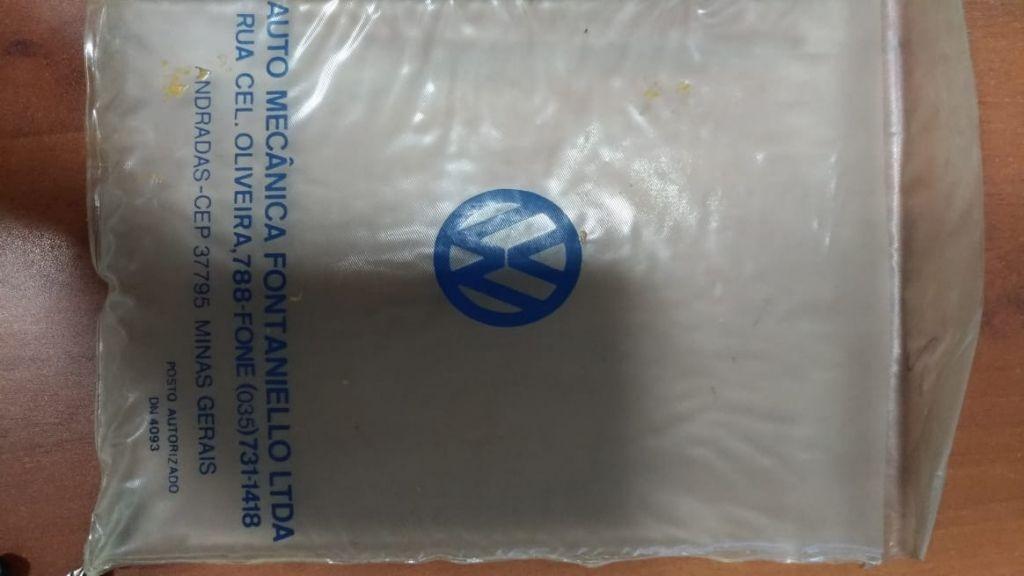 AUTO MECÂNICA FONTANIELLO LTDA
RUA CEL. OLIVEIRA,788-FONE (035)731-1418
ANDRADAS-CEP 37795 MINAS GERAIS
POSTO AUTORIZADO
DN 4093